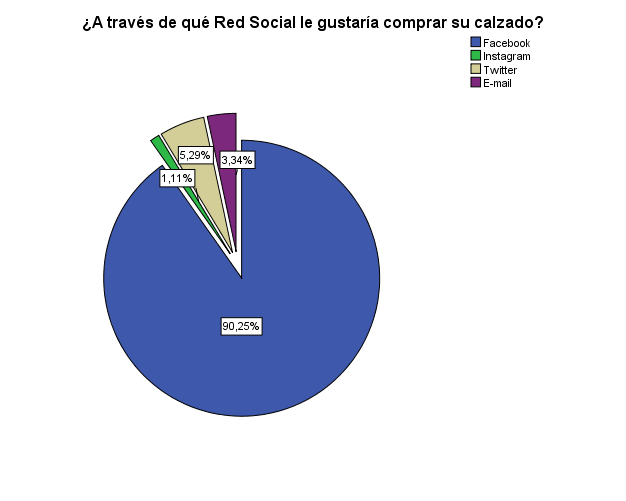 ¿A través de qué Red Social le gustaría comprar su calzado?
Facebook
Instagram
Twitter
E-mail
5,29%
3,34%
1,11%
90,25%